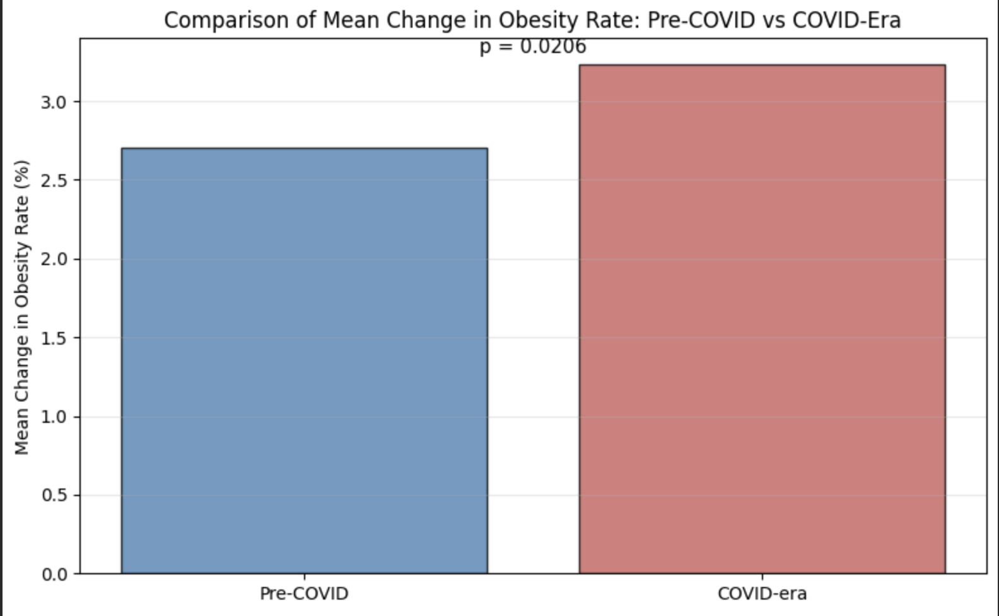 Comparison of Mean Change in Obesity Rate: Pre-COVID vs COVID-Era
p = 0.0206
Mean Change in Obesity Rate (%)
3.0
2.5
2.0
1.5
1.0
0.5
0.0
Pre-COVID
COVID-era